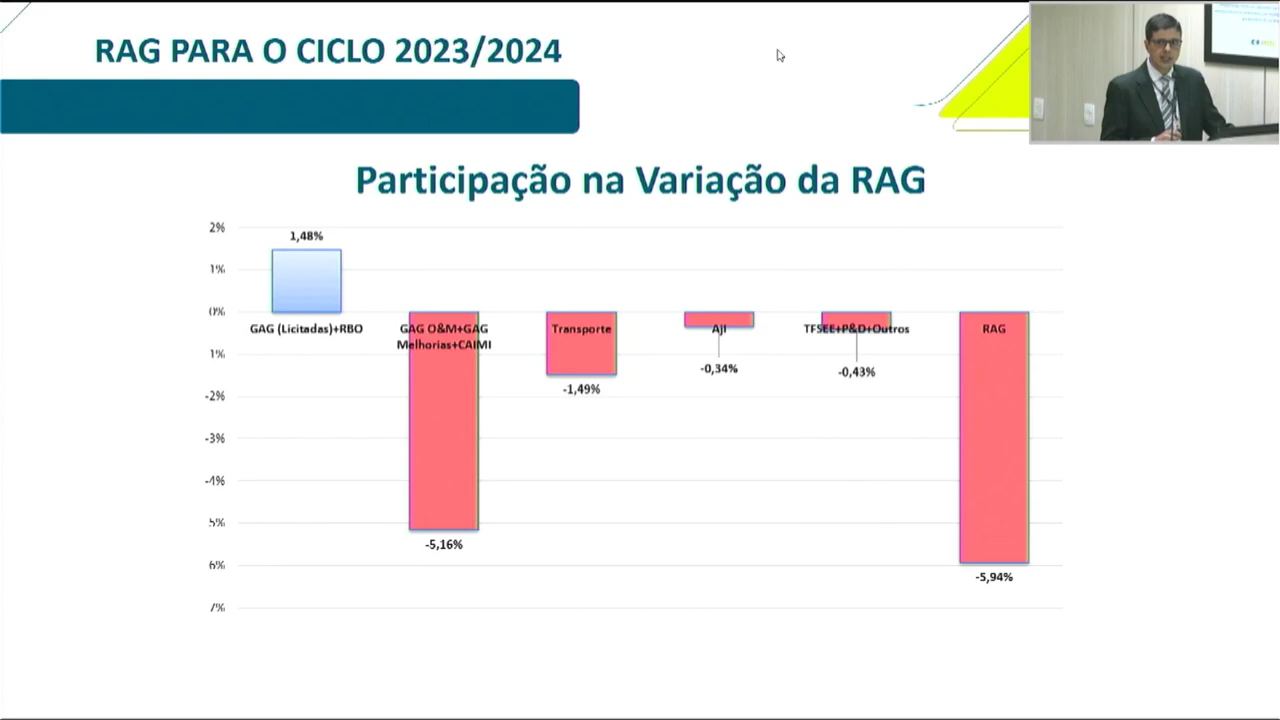 RAG PARA O CICLO 2023/2024
Participação na Variação da RAG
2%
1%
0%
1%
-2%
-3%
-4%
5%
6%
7%
1,48%
GAG (Licitadas)+RBO
GAG O&M+GAG
Melhorias+CAIMI
-5,16%
Transporte
-1,49%
AjI
-0,34%
TFSEE+P&D+Outros
-0,43%
RAG
-5,94%